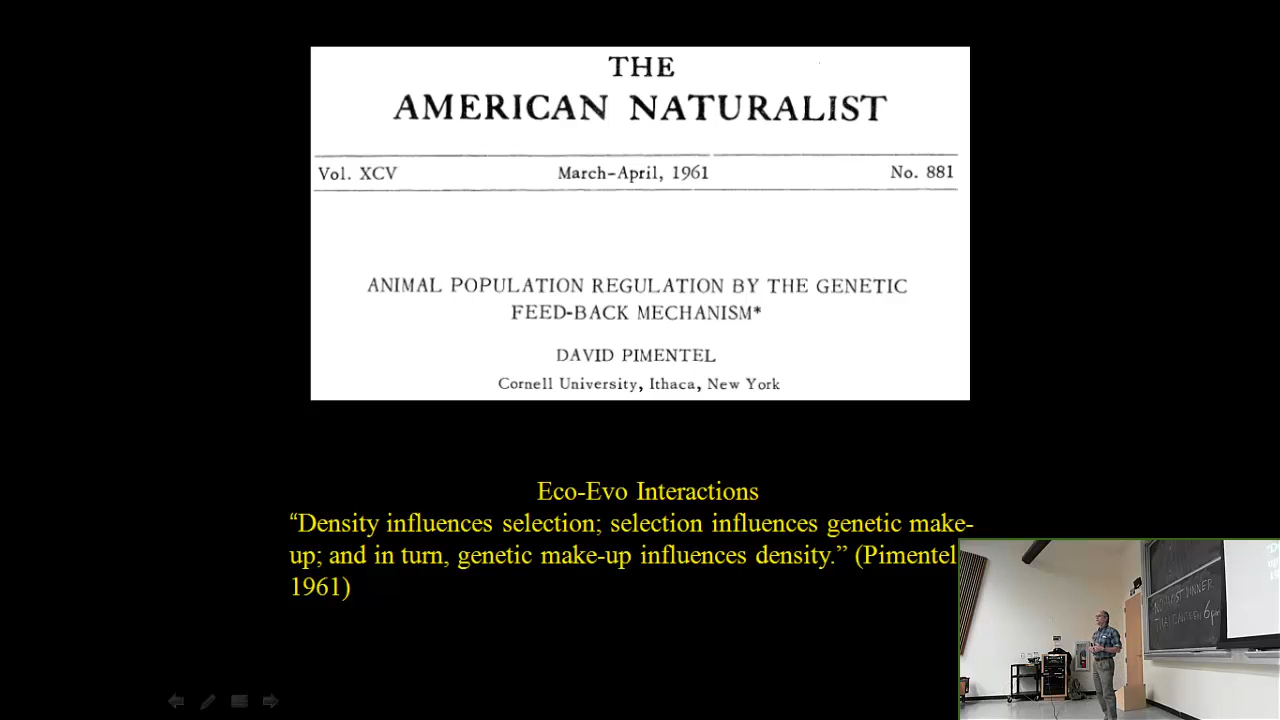 THE
AMERICAN NATURALIST
Vol. XCV March-April, 1961 No. 881
ANIMAL POPULATION REGULATION BY THE GENETIC
FEED-BACK MECHANISM*
DAVID PIMENTEL
Cornell University, Ithaca, New York
Eco-Evo Interactions
“Density influences selection; selection influences genetic make-
up; and in turn, genetic make-up influences density.” (Pimentel
1961)
DINNER
6pm